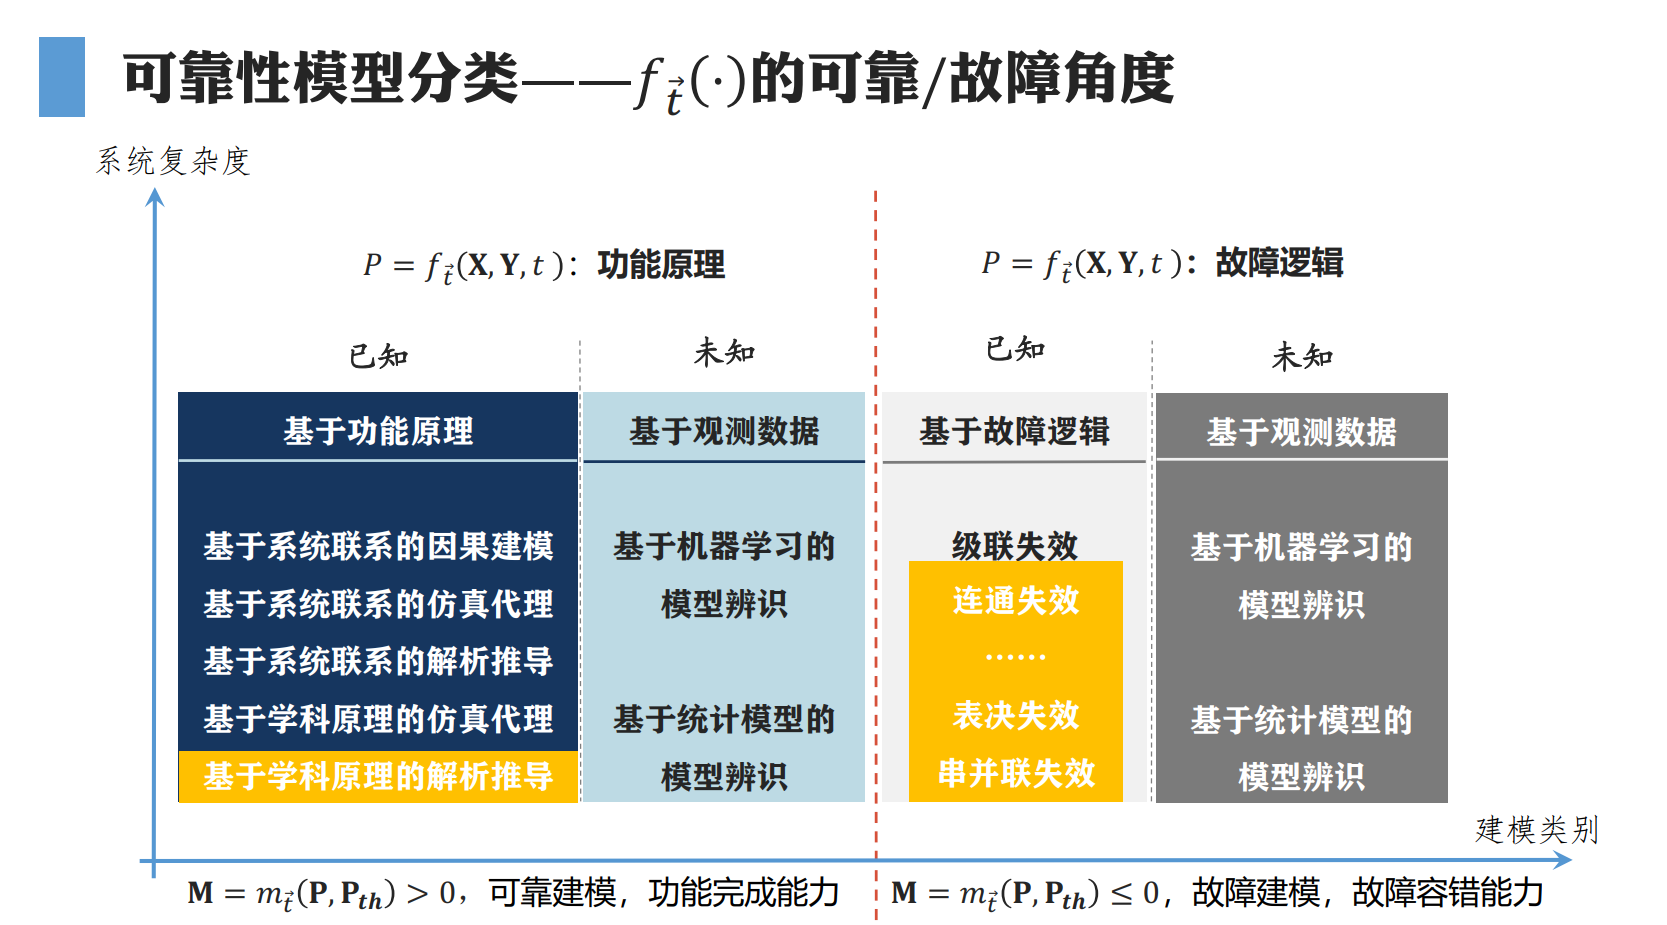 可靠性模型分类——$f_{\vec{t}}(\cdot)$的可靠/故障角度
系统复杂度
$P = f_{\vec{t}}(\mathbf{X}, \mathbf{Y}, t)$：功能原理
$P = f_{\vec{t}}(\mathbf{X}, \mathbf{Y}, t)$：故障逻辑
已知
未知
已知
未知
基于功能原理
基于系统联系的因果建模
基于系统联系的仿真代理
基于系统联系的解析推导
基于学科原理的仿真代理
基于学科原理的解析推导
基于观测数据
基于机器学习的
模型辨识
基于统计模型的
模型辨识
基于故障逻辑
级联失效
连通失效
……
表决失效
串并联失效
基于观测数据
基于机器学习的
模型辨识
基于统计模型的
模型辨识
建模类别
$\mathbf{M} = m_{\vec{t}}(\mathbf{P}, \mathbf{P}_{th}) > 0$，可靠建模，功能完成能力
$\mathbf{M} = m_{\vec{t}}(\mathbf{P}, \mathbf{P}_{th}) \leq 0$，故障建模，故障容错能力